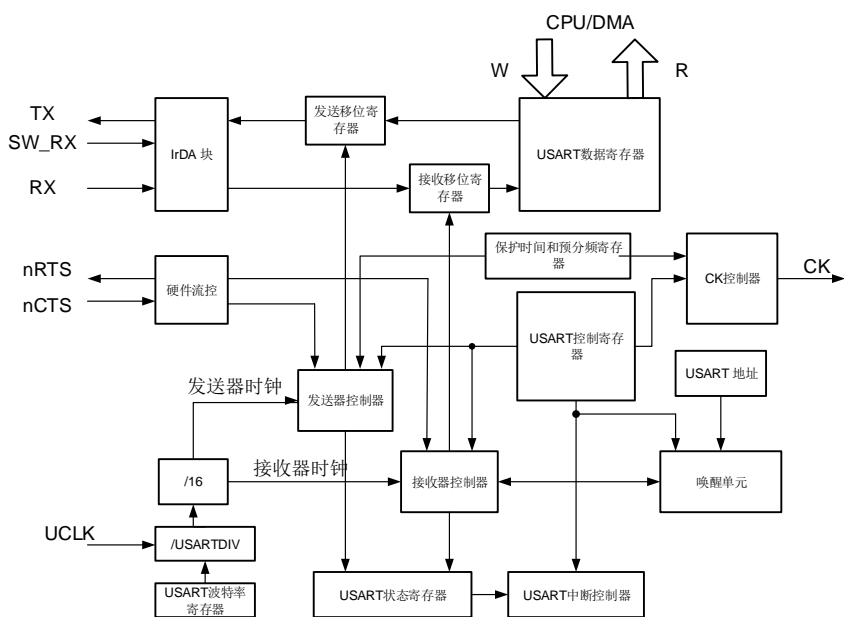 CPU/DMA
W
R
TX
SW_RX
RX
IrDA 块
发送移位寄
存器
接收移位寄
存器
USART数据寄存器
nRTS
nCTS
硬件流控
保护时间和预分频寄存
器
CK控制器
CK
USART控制寄存
器
USART 地址
发送器时钟
发送器控制器
接收器时钟
/16
接收器控制器
唤醒单元
UCLK
/USARTDIV
USART波特率
寄存器
USART状态寄存器
USART中断控制器